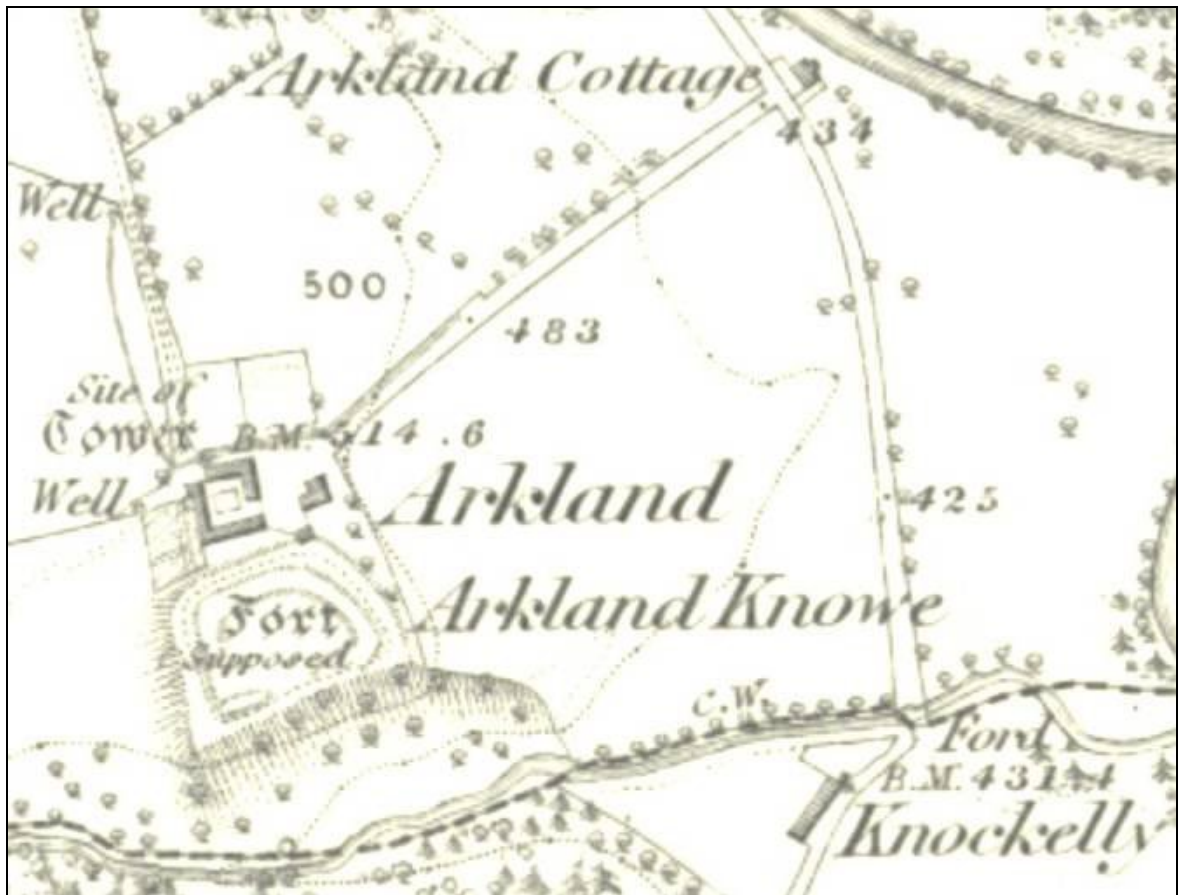 Arkland Cottage
434
Well
500
483
Site of
Tower
B.M. 514.6
Well
Arkland
425
Fort
Supposed
Arkland Knowe
C.W.
Ford
B.M. 431.4
Knockelly